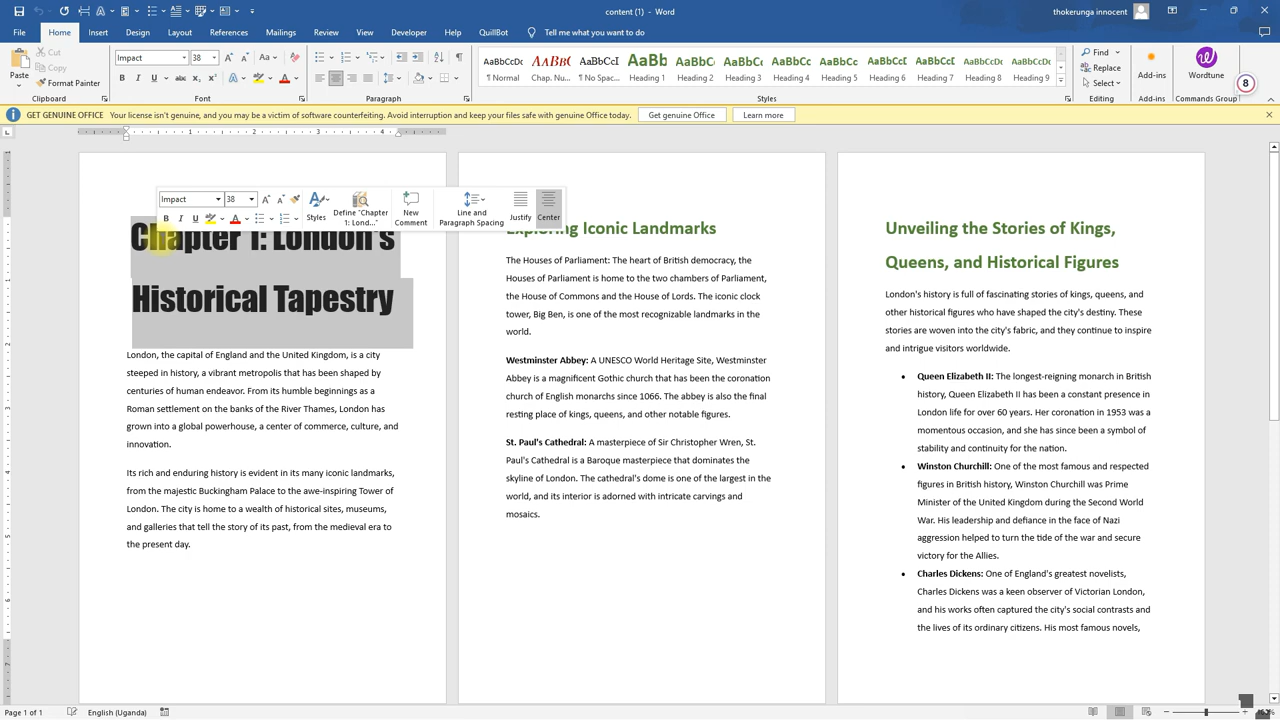 content (1) - Word
thokerunga innocent
File Home Insert Design Layout References Mailings Review View Developer Help QuillBot Tell me what you want to do
Paste
Cut
Copy
Format Painter
Clipboard
Impact 38
Font
Paragraph
AaBbCcDc AaBbC AaBbCcI AaBb AaBbCc AaBbCc AaBbCc AaBbCc AaBbCcI AaBbCc AaBbCc AaBbCcDc AaBbCcDc
¶ Normal Chap. Nu... ¶ No Spac... Heading 1 Heading 2 Heading 3 Heading 4 Heading 5 Heading 6 Heading 7 Heading 8 Heading 9
Styles
Find
Replace
Select
Editing
Add-ins
Add-ins
Wordtune
Commands Group
8
GET GENUINE OFFICE Your license isn't genuine, and you may be a victim of software counterfeiting. Avoid interruption and keep your files safe with genuine Office today. Get genuine Office Learn more
Impact 38
Styles
Define "Chapter 1: Lond..."
New Comment
Line and Paragraph Spacing
Justify
Center
Chapter 1: London's
Historical Tapestry
London, the capital of England and the United Kingdom, is a city
steeped in history, a vibrant metropolis that has been shaped by
centuries of human endeavor. From its humble beginnings as a
Roman settlement on the banks of the River Thames, London has
grown into a global powerhouse, a center of commerce, culture, and
innovation.
Its rich and enduring history is evident in its many iconic landmarks,
from the majestic Buckingham Palace to the awe-inspiring Tower of
London. The city is home to a wealth of historical sites, museums,
and galleries that tell the story of its past, from the medieval era to
the present day.
Exploring Iconic Landmarks
The Houses of Parliament: The heart of British democracy, the
Houses of Parliament is home to the two chambers of Parliament,
the House of Commons and the House of Lords. The iconic clock
tower, Big Ben, is one of the most recognizable landmarks in the
world.
Westminster Abbey: A UNESCO World Heritage Site, Westminster
Abbey is a magnificent Gothic church that has been the coronation
church of English monarchs since 1066. The abbey is also the final
resting place of kings, queens, and other notable figures.
St. Paul's Cathedral: A masterpiece of Sir Christopher Wren, St.
Paul's Cathedral is a Baroque masterpiece that dominates the
skyline of London. The cathedral's dome is one of the largest in the
world, and its interior is adorned with intricate carvings and
mosaics.
Unveiling the Stories of Kings,
Queens, and Historical Figures
London's history is full of fascinating stories of kings, queens, and
other historical figures who have shaped the city's destiny. These
stories are woven into the city's fabric, and they continue to inspire
and intrigue visitors worldwide.
• Queen Elizabeth II: The longest-reigning monarch in British
history, Queen Elizabeth II has been a constant presence in
London life for over 60 years. Her coronation in 1953 was a
momentous occasion, and she has since been a symbol of
stability and continuity for the nation.
• Winston Churchill: One of the most famous and respected
figures in British history, Winston Churchill was Prime
Minister of the United Kingdom during the Second World
War. His leadership and defiance in the face of Nazi
aggression helped to turn the tide of the war and secure
victory for the Allies.
• Charles Dickens: One of England's greatest novelists,
Charles Dickens was a keen observer of Victorian London,
and his works often captured the city's social contrasts and
the lives of its ordinary citizens. His most famous novels,
Page 1 of 1 English (Uganda)